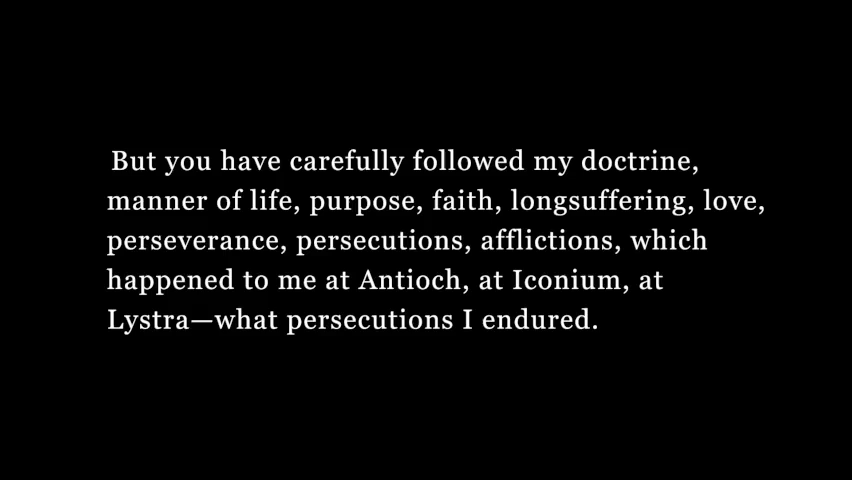 But you have carefully followed my doctrine,
manner of life, purpose, faith, longsuffering, love,
perseverance, persecutions, afflictions, which
happened to me at Antioch, at Iconium, at
Lystra—what persecutions I endured.